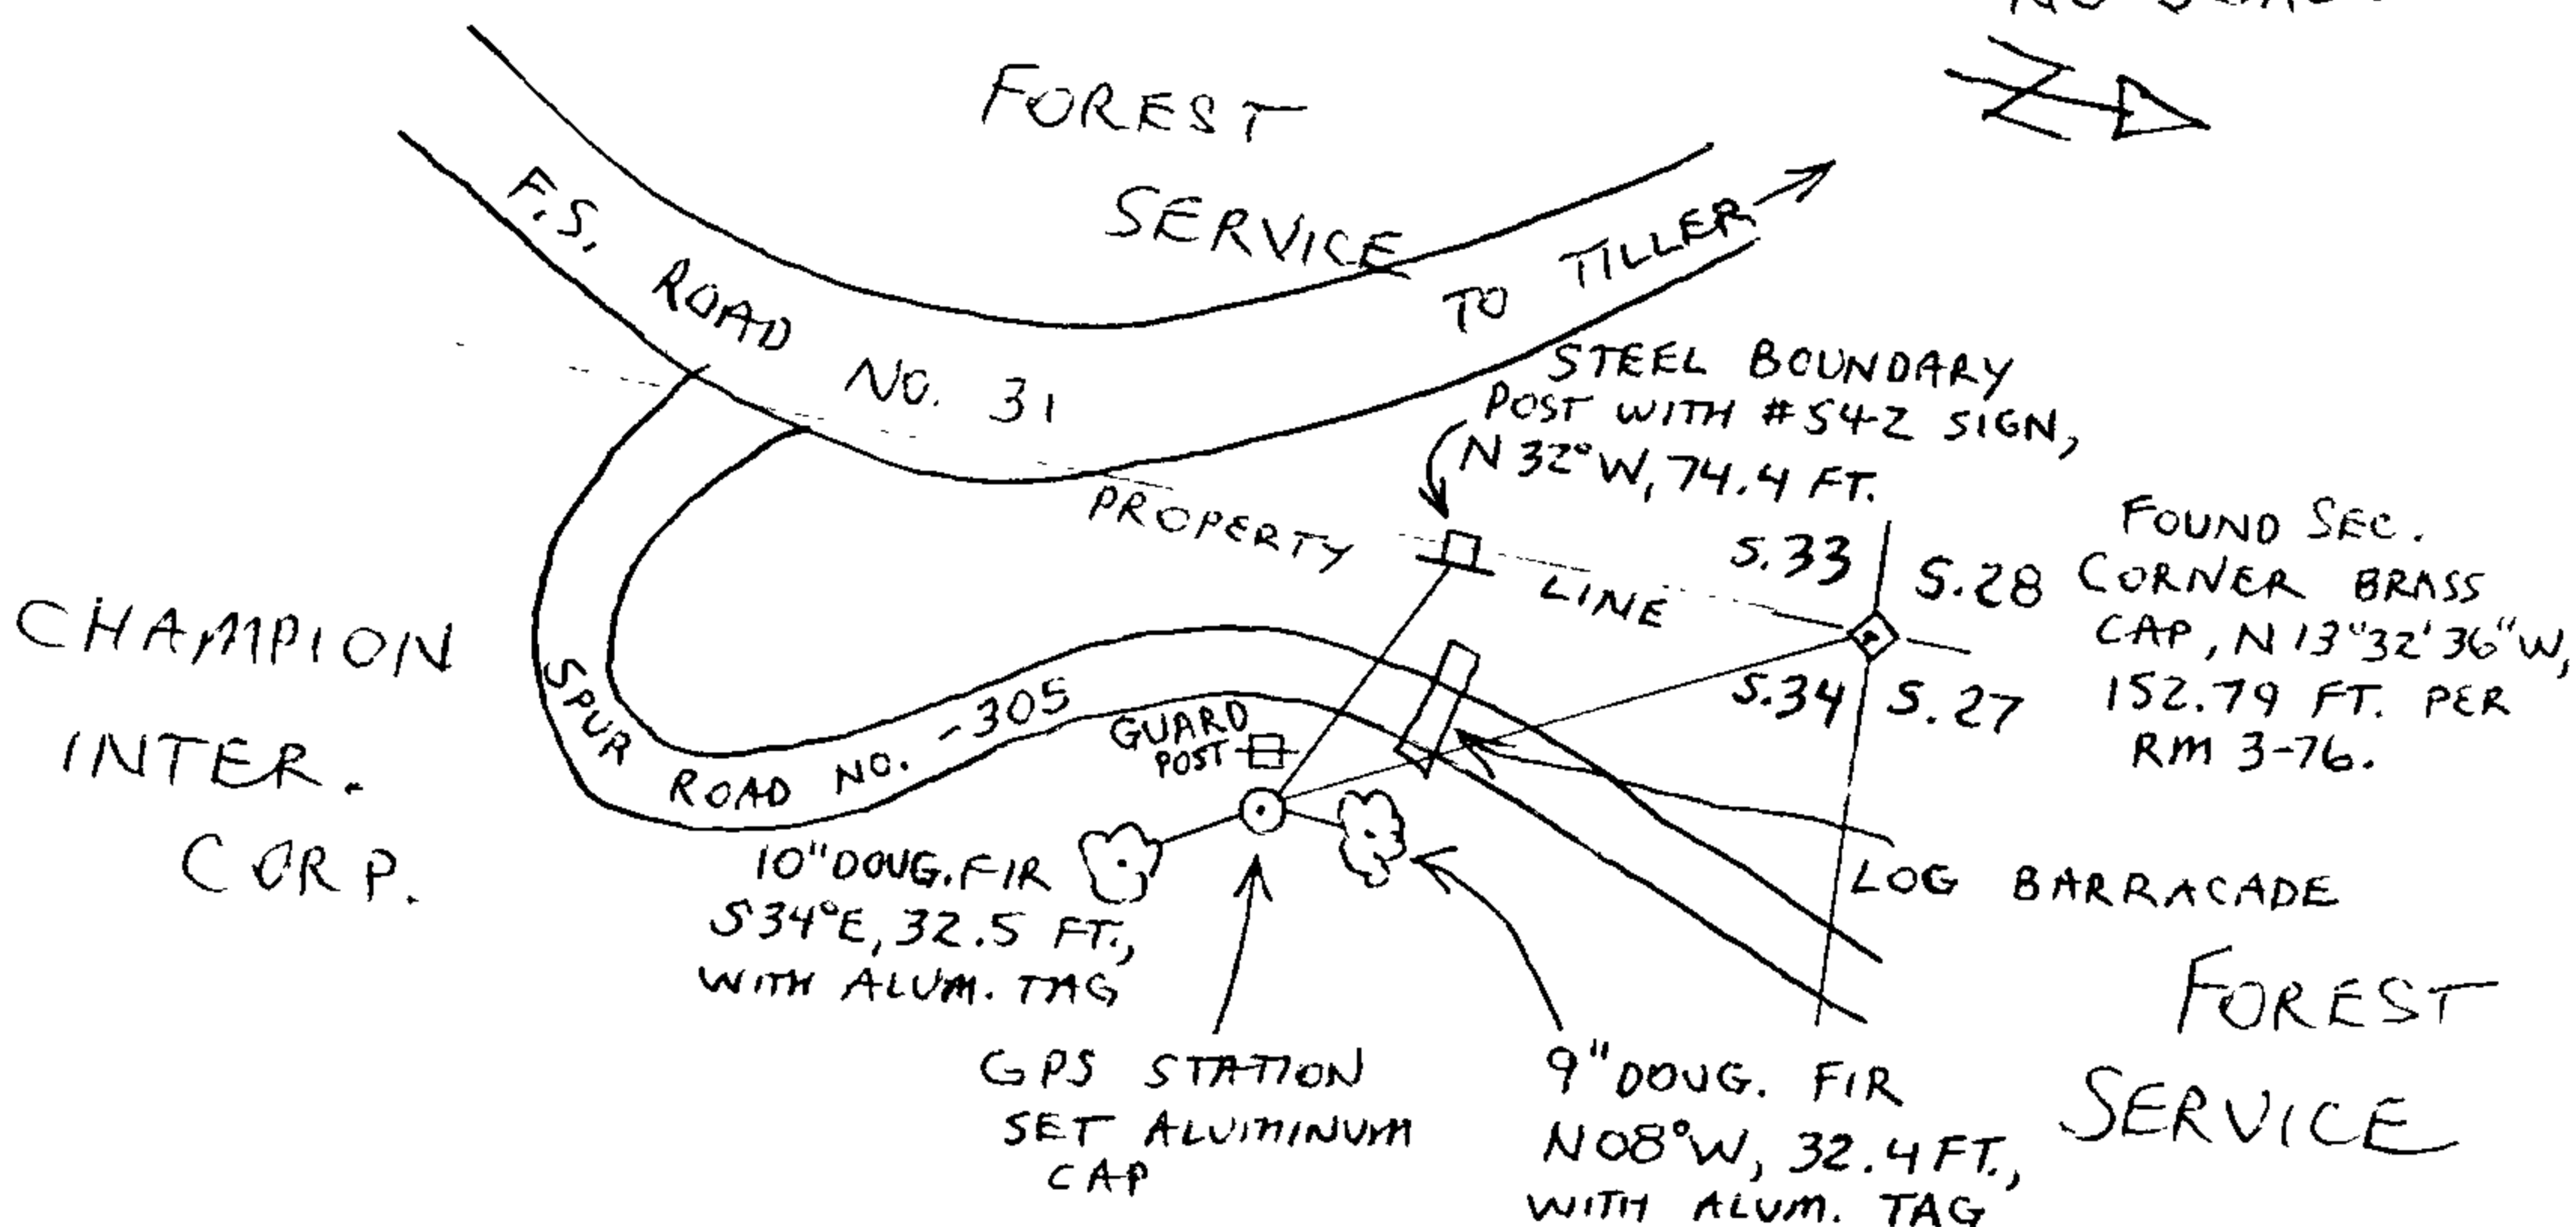 FOREST
SERVICE
F.S. ROAD NO. 31
TO TILLER
STEEL BOUNDARY
POST WITH #542 SIGN,
N 32° W, 74.4 FT.
PROPERTY LINE
S.33
S.28
S.34
S.27
FOUND SEC.
CORNER BRASS
CAP, N 13°32'36"W,
152.79 FT. PER
RM 3-76.
CHAMPION
INTER.
CORP.
SPUR ROAD NO. -305
GUARD
POST
10" DOUG. FIR
S34°E, 32.5 FT.,
WITH ALUM. TAG
LOG BARRACADE
GPS STATION
SET ALUMINUM
CAP
9" DOUG. FIR
N08°W, 32.4 FT.,
WITH ALUM. TAG
FOREST
SERVICE